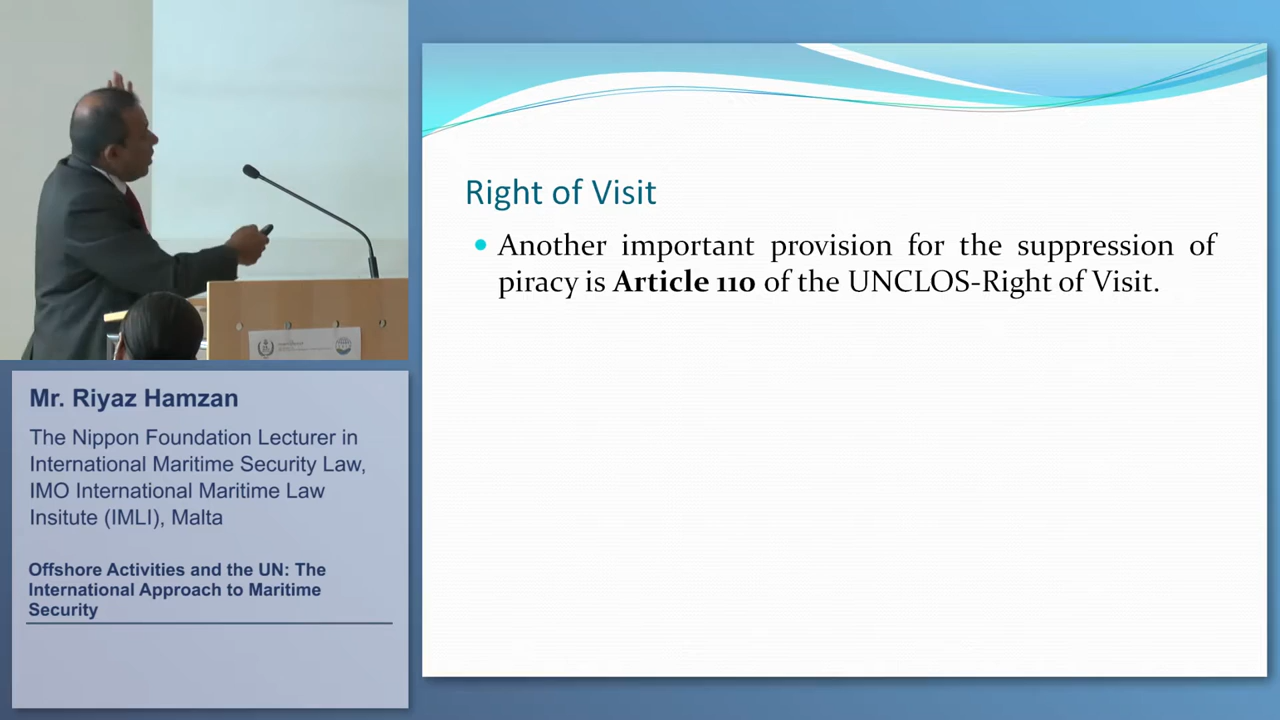 Right of Visit
Another important provision for the suppression of
piracy is Article 110 of the UNCLOS-Right of Visit.
Mr. Riyaz Hamzan
The Nippon Foundation Lecturer in
International Maritime Security Law,
IMO International Maritime Law
Insitute (IMLI), Malta
Offshore Activities and the UN: The
International Approach to Maritime
Security